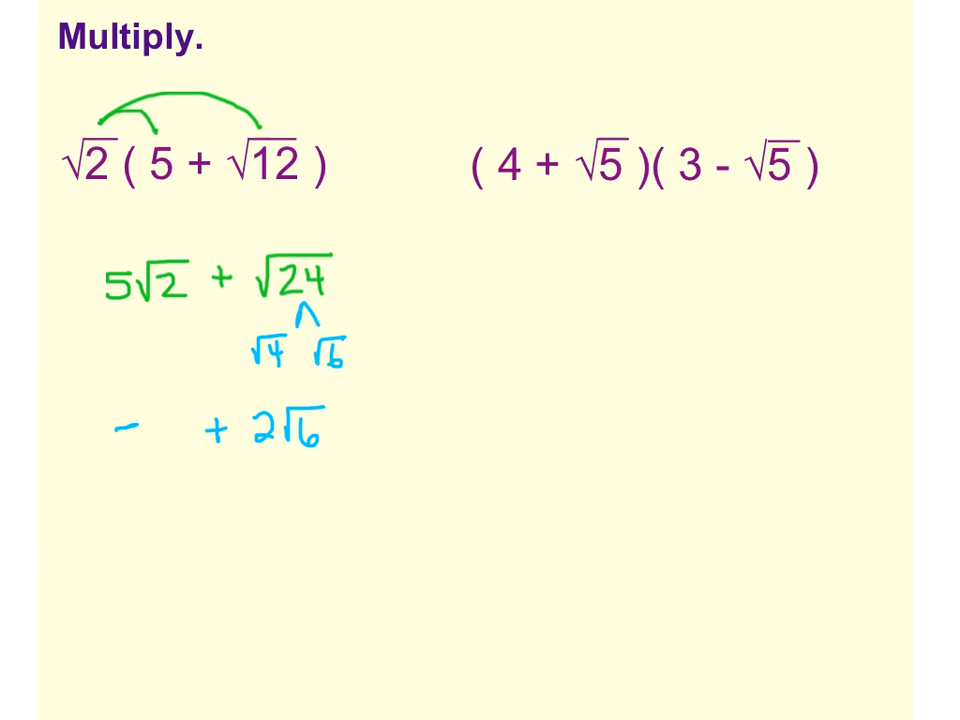 Multiply.
√2 ( 5 + √12 )
( 4 + √5 )( 3 - √5 )
5√2 + √24
√4 √6
- + 2√6